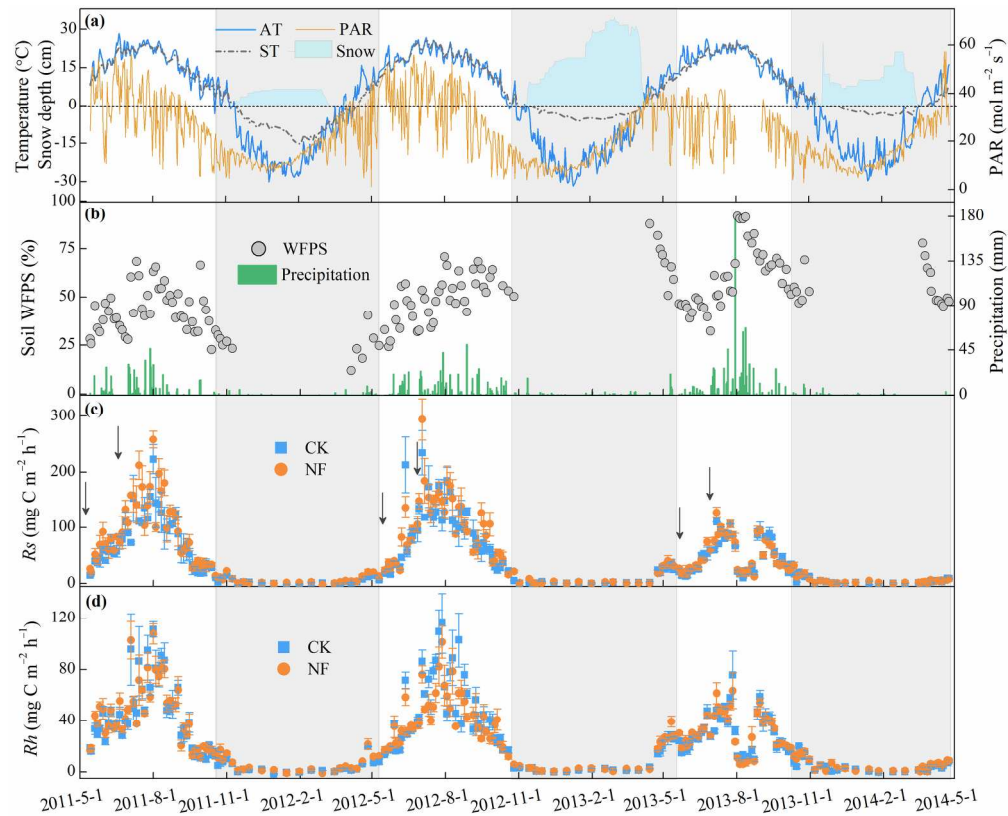 (a)
AT
PAR
ST
Snow
Temperature (°C)
Snow depth (cm)
30
15
0
-15
-30
60
40
20
0
PAR (mol m⁻² s⁻¹)
(b)
WFPS
Precipitation
Soil WFPS (%)
100
75
50
25
0
180
135
90
45
0
Precipitation (mm)
(c)
CK
NF
Rs (mg C m⁻² h⁻¹)
300
200
100
0
(d)
CK
NF
Rh (mg C m⁻² h⁻¹)
120
80
40
0
2011-5-1
2011-8-1
2011-11-1
2012-2-1
2012-5-1
2012-8-1
2012-11-1
2013-2-1
2013-5-1
2013-8-1
2013-11-1
2014-2-1
2014-5-1